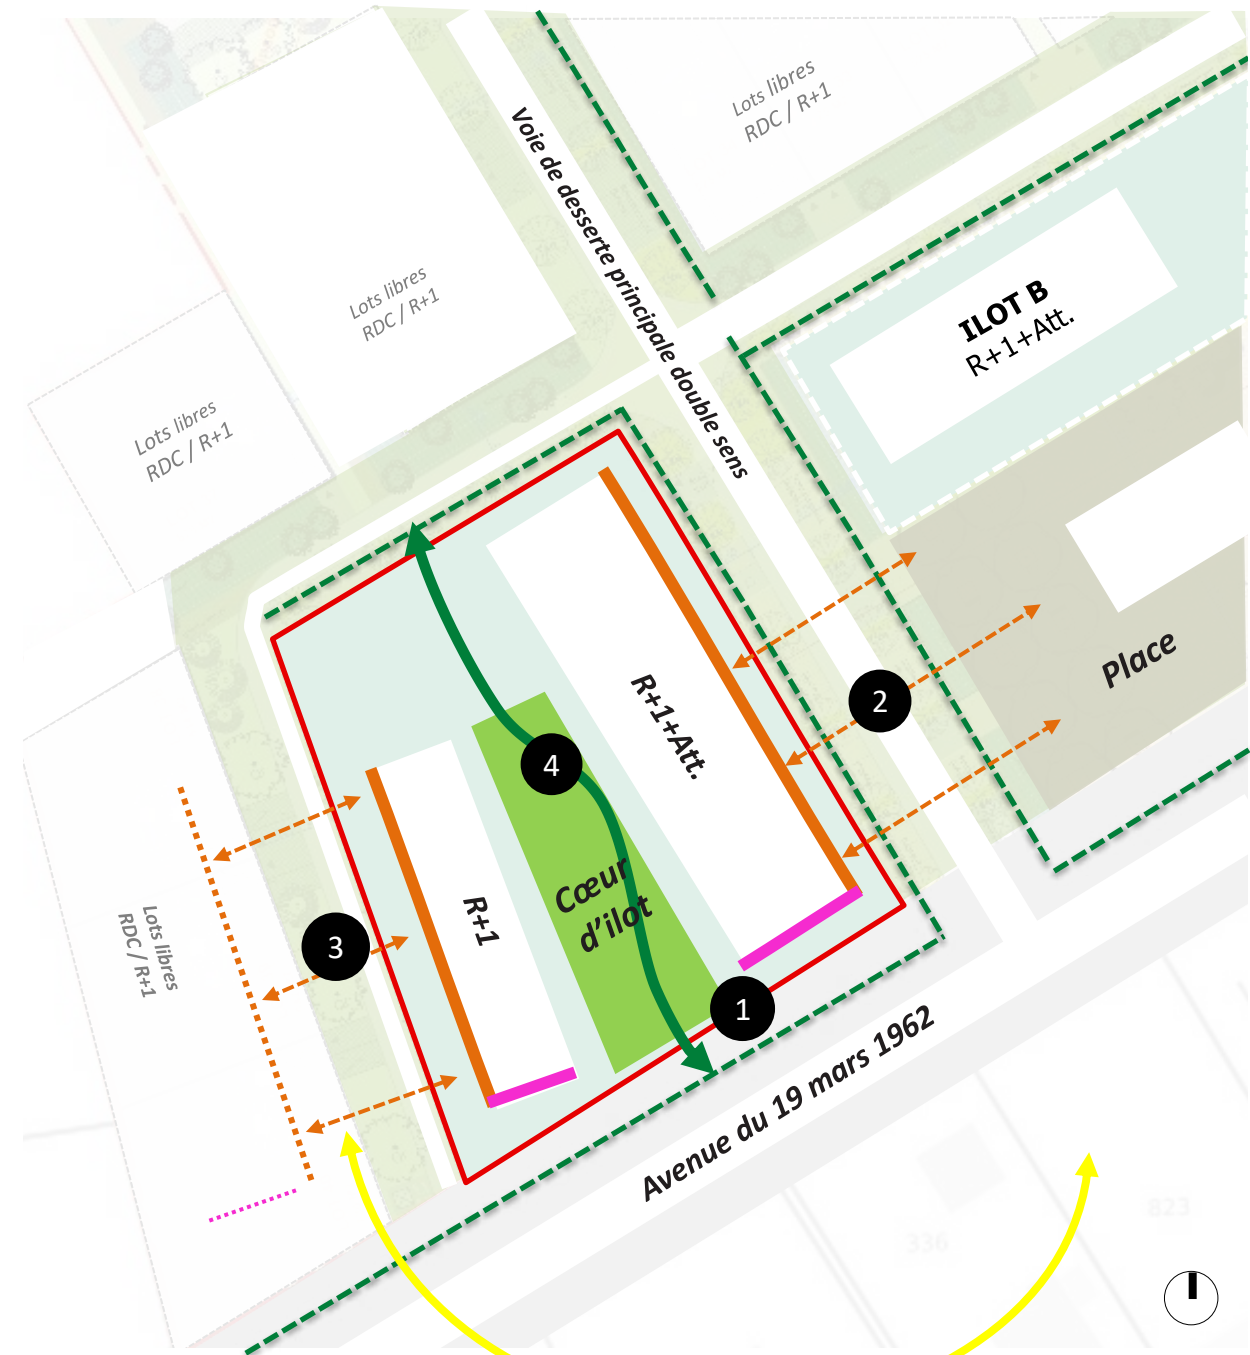 Lots libres
RDC / R+1
Voie de desserte principale double sens
Lots libres
RDC / R+1
ILOT B
R+1+Att.
Lots libres
RDC / R+1
Place
R+1+Att.
2
4
Cœur
d’ilot
R+1
Lots libres
RDC / R+1
3
1
Avenue du 19 mars 1962
823
336